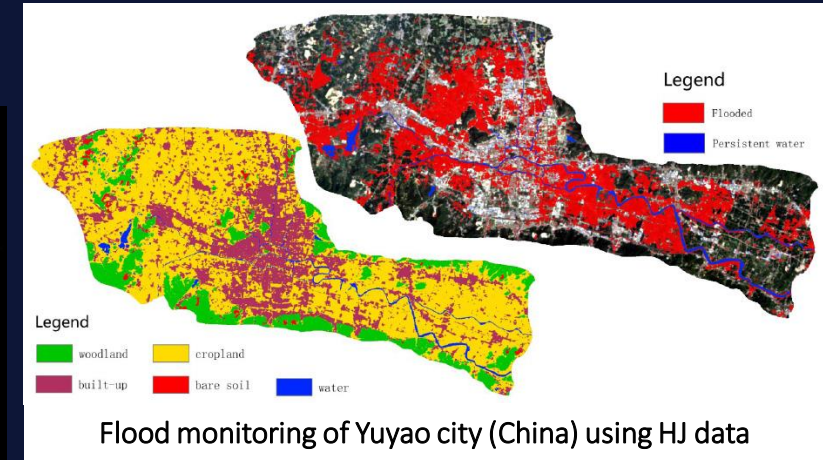 Legend
Flooded
Persistent water
Legend
woodland cropland
built-up bare soil water
Flood monitoring of Yuyao city (China) using HJ data